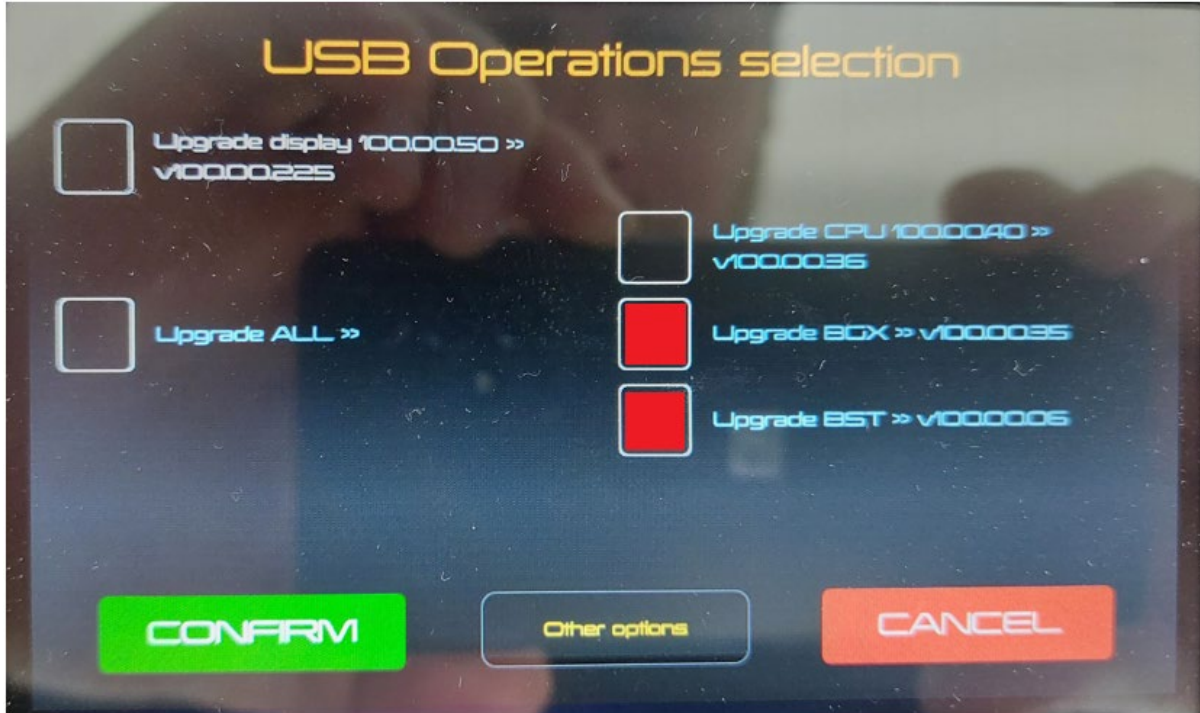 USB Operations selection
Upgrade display 100.00.50 »
v100.00.225
Upgrade CPU 100.00.40 »
v100.00.36
Upgrade ALL »
Upgrade BGX » v100.00.35
Upgrade BST » v100.00.06
CONFIRM
Other options
CANCEL